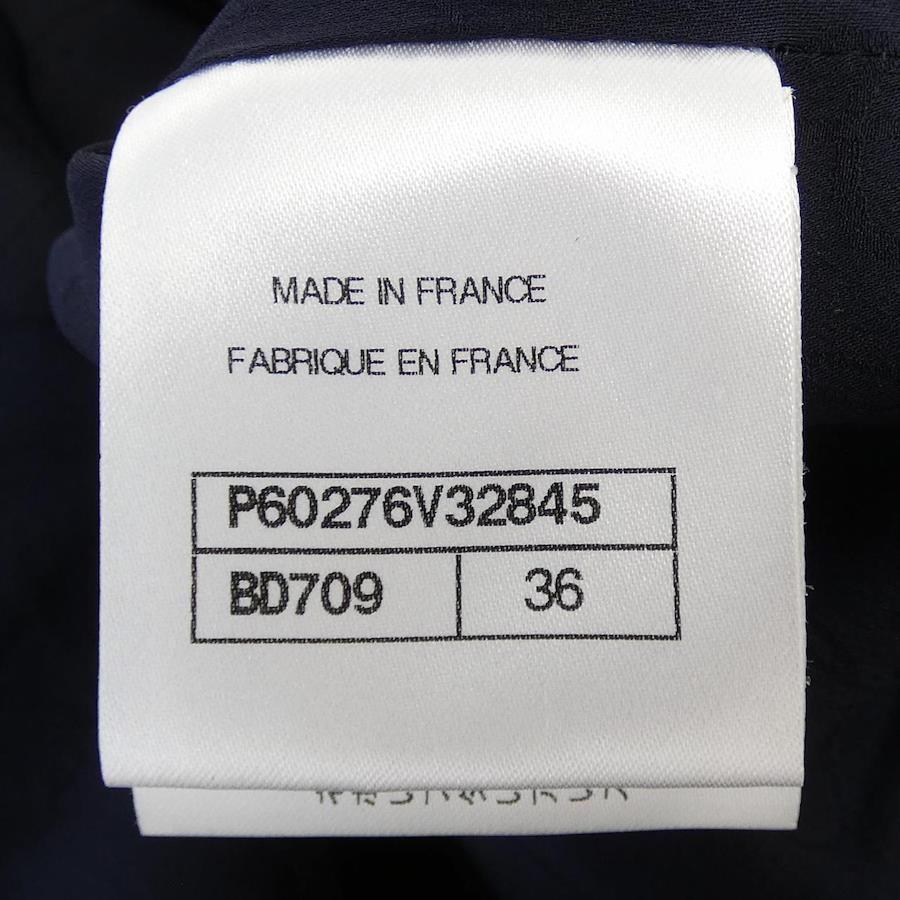 MADE IN FRANCE
FABRIQUE EN FRANCE
P60276V32845
BD709 36